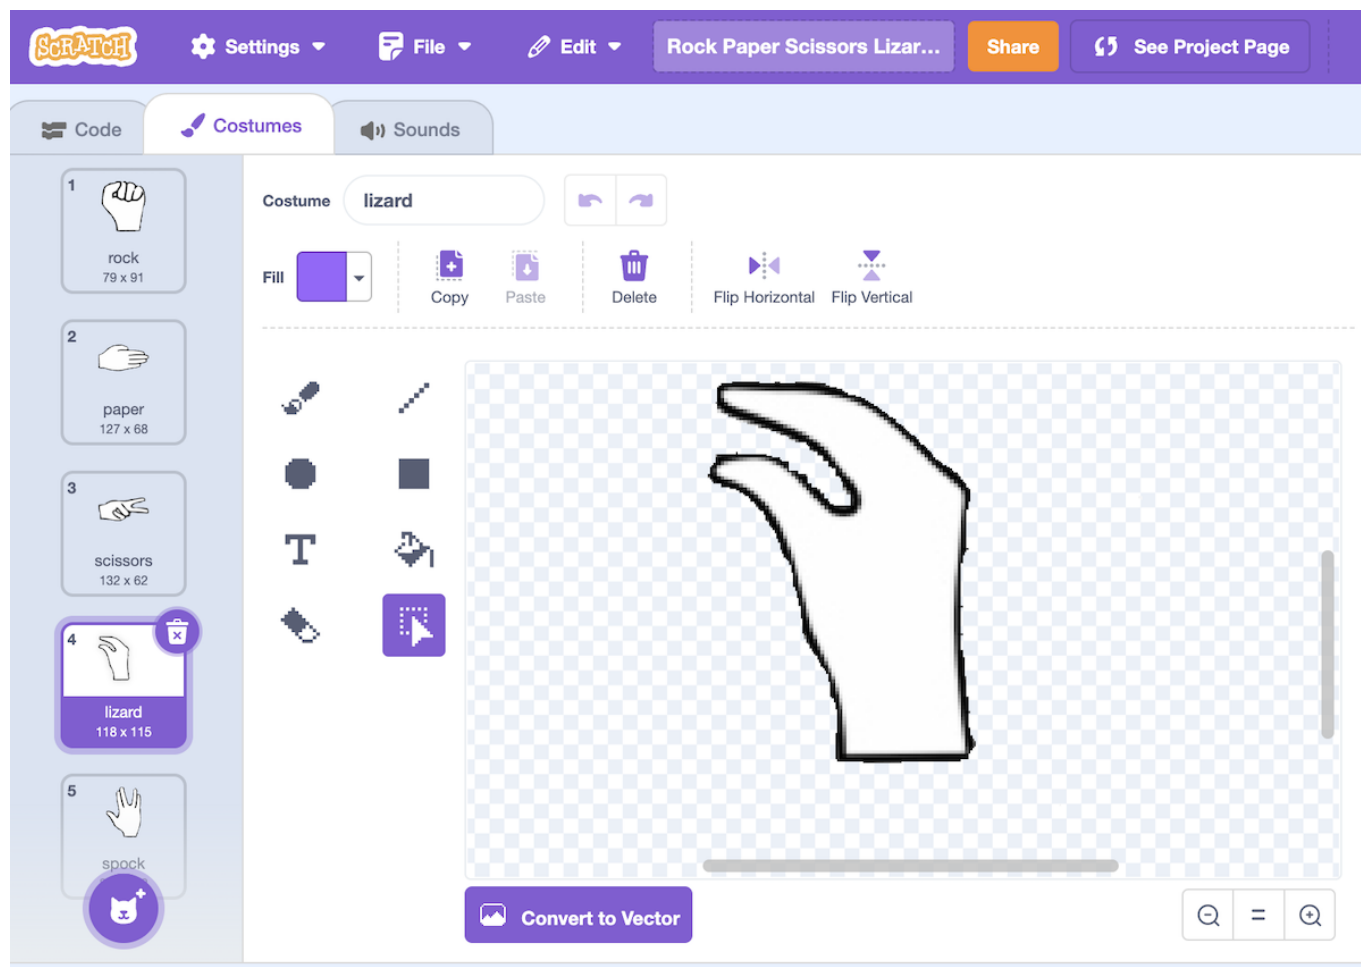 SCRATCH Settings File Edit Rock Paper Scissors Lizar... Share See Project Page
Code Costumes Sounds
1
rock
79 x 91
2
paper
127 x 68
3
scissors
132 x 62
4
lizard
118 x 115
5
spock
Costume lizard
Fill Copy Paste Delete Flip Horizontal Flip Vertical
T
Convert to Vector